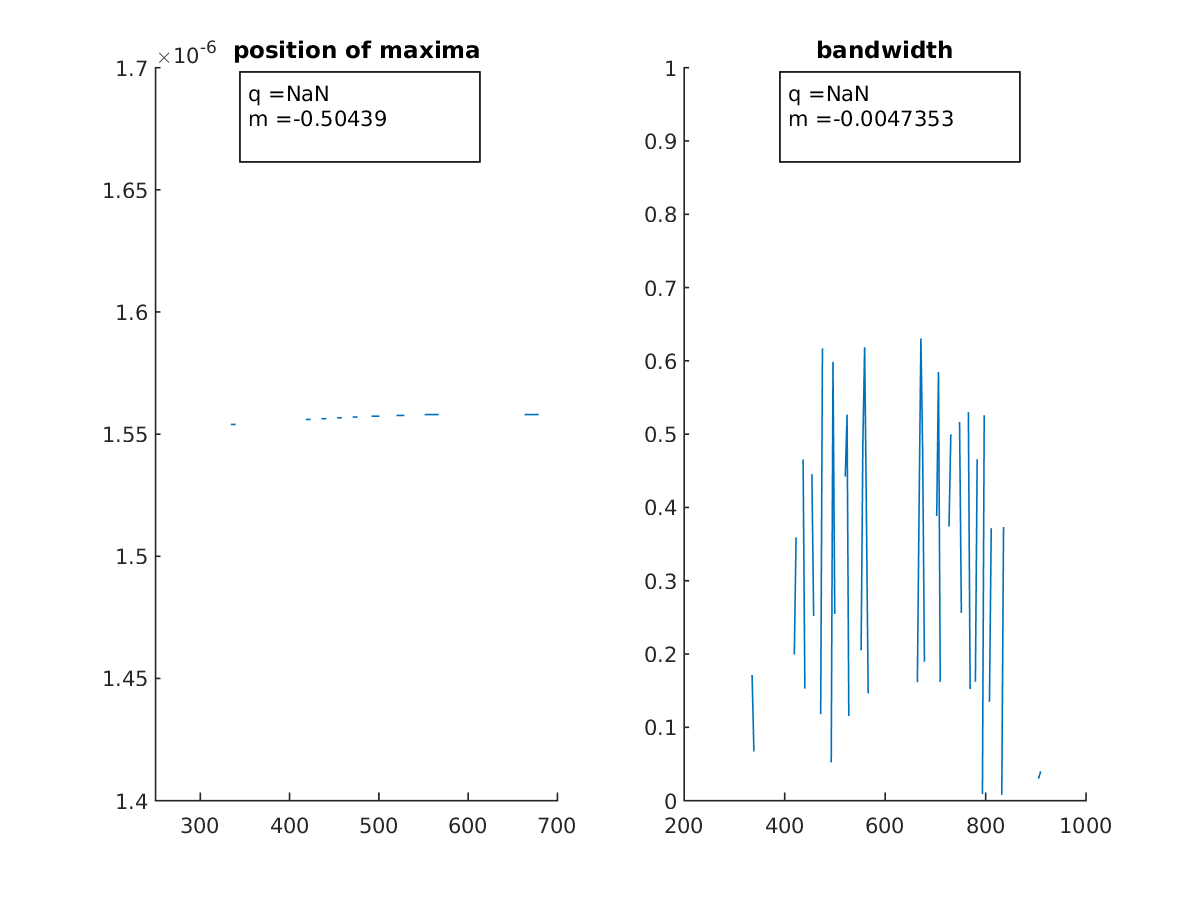 ×10-6
position of maxima
1.7
q =NaN
m =-0.50439
1.65
1.6
1.55
1.5
1.45
1.4
300 400 500 600 700
bandwidth
1
q =NaN
m =-0.0047353
0.9
0.8
0.7
0.6
0.5
0.4
0.3
0.2
0.1
0
200 400 600 800 1000